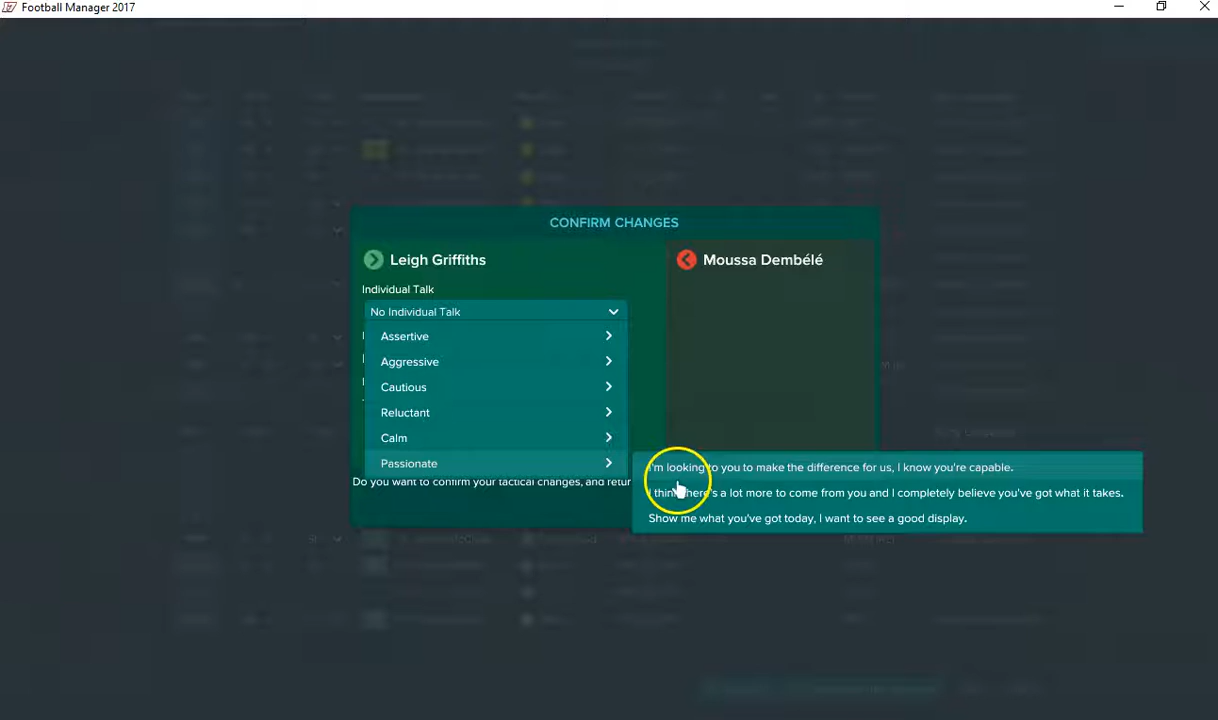 Football Manager 2017
CONFIRM CHANGES
Leigh Griffiths
Moussa Dembélé
Individual Talk
No Individual Talk
Assertive
Aggressive
Cautious
Reluctant
Calm
Passionate
I'm looking to you to make the difference for us, I know you're capable.
Do you want to confirm your tactical changes, and retur
I think there's a lot more to come from you and I completely believe you've got what it takes.
Show me what you've got today, I want to see a good display.